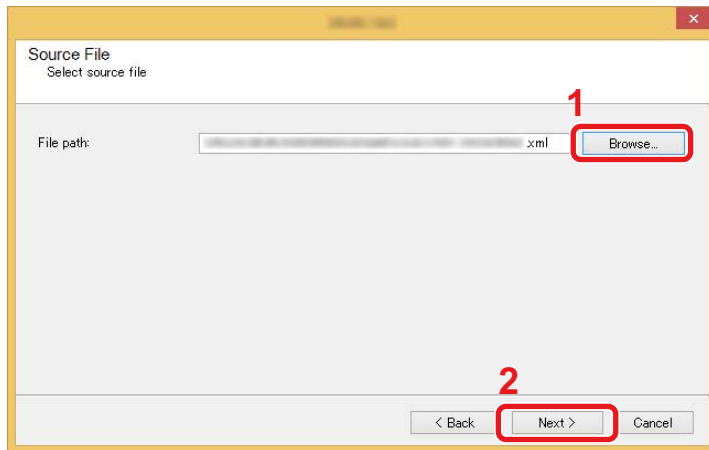 Source File
Select source file
1
File path: .xml Browse...
2
< Back Next > Cancel